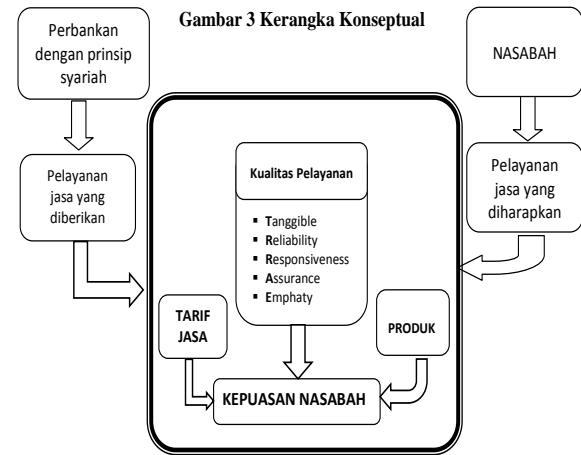 Gambar 3 Kerangka Konseptual
Perbankan
dengan prinsip
syariah
NASABAH
Pelayanan
jasa yang
diberikan
Pelayanan
jasa yang
diharapkan
Kualitas Pelayanan
▪ Tanggible
▪ Reliability
▪ Responsiveness
▪ Assurance
▪ Emphaty
TARIF
JASA
PRODUK
KEPUASAN NASABAH